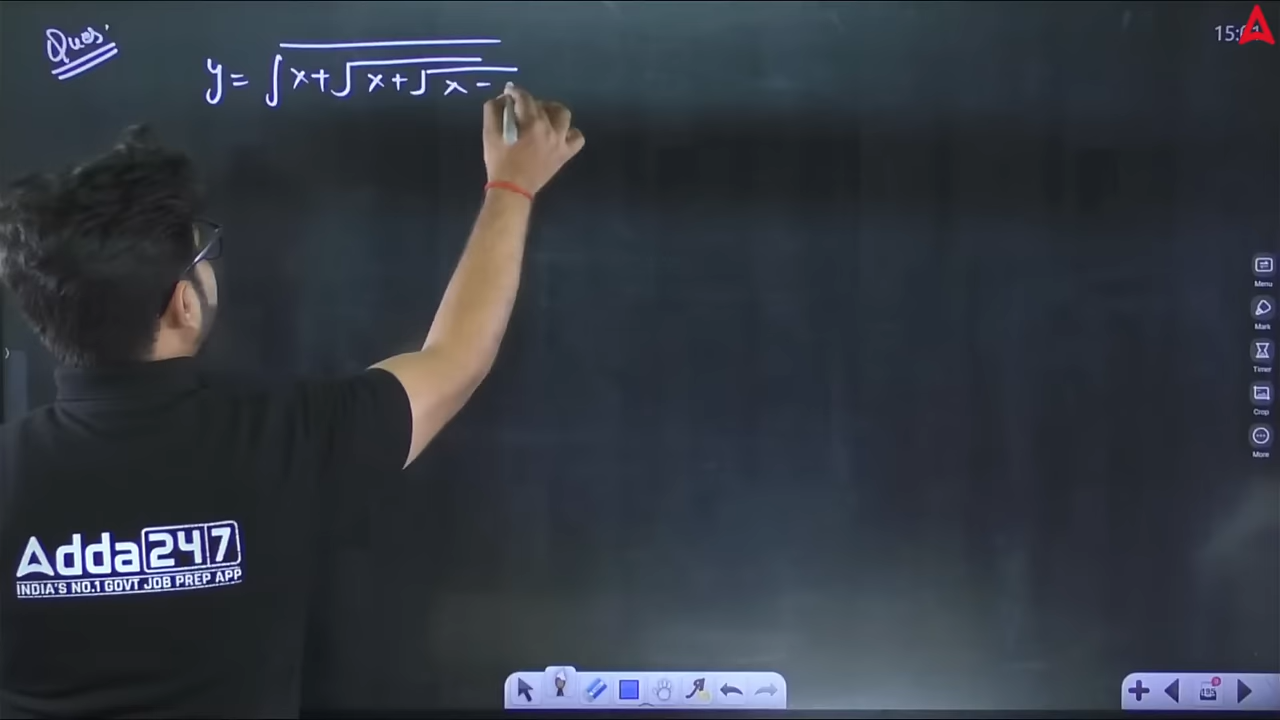 Ques:
15:
y = √x+√x+√x -
Menu
Mark
Timer
Crop
More
Adda247
INDIA'S NO.1 GOVT JOB PREP APP